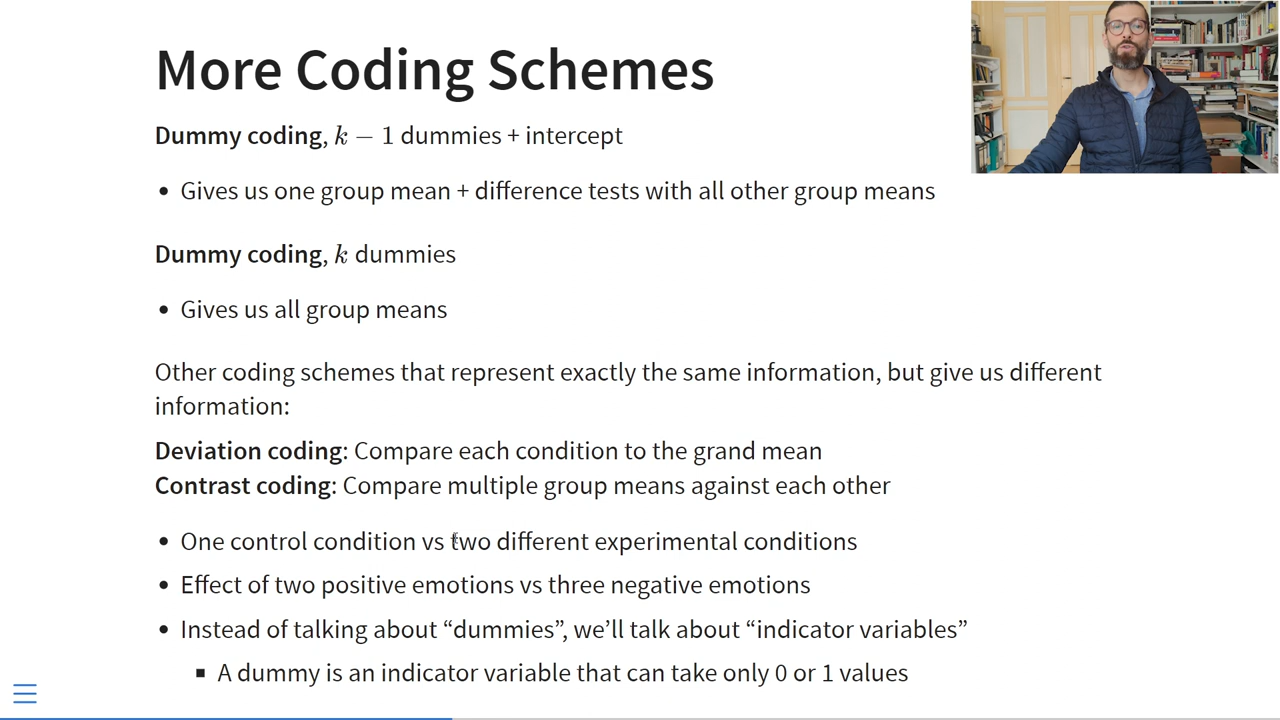 More Coding Schemes
Dummy coding, k − 1 dummies + intercept
• Gives us one group mean + difference tests with all other group means
Dummy coding, k dummies
• Gives us all group means
Other coding schemes that represent exactly the same information, but give us different
information:
Deviation coding: Compare each condition to the grand mean
Contrast coding: Compare multiple group means against each other
• One control condition vs two different experimental conditions
• Effect of two positive emotions vs three negative emotions
• Instead of talking about “dummies”, we’ll talk about “indicator variables”
▪ A dummy is an indicator variable that can take only 0 or 1 values